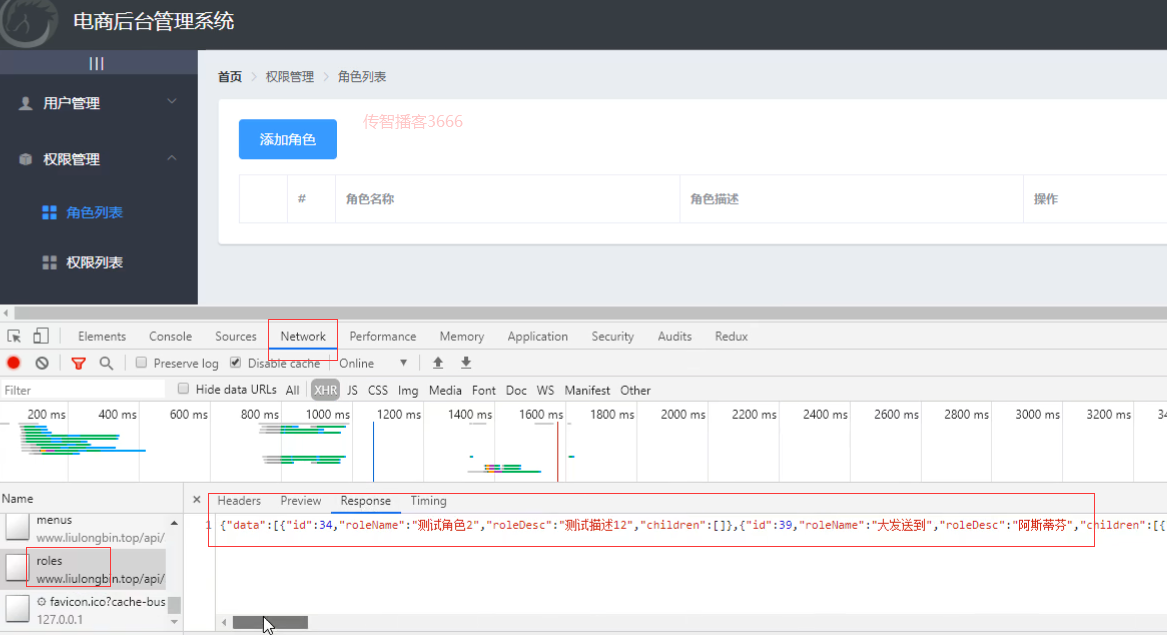 电商后台管理系统
|||
首页 > 权限管理 > 角色列表
用户管理
权限管理
角色列表
权限列表
添加角色
传智播客3666
# 角色名称 角色描述 操作
Elements Console Sources Network Performance Memory Application Security Audits Redux
Preserve log Disable cache Online
Filter Hide data URLs All XHR JS CSS Img Media Font Doc WS Manifest Other
200 ms 400 ms 600 ms 800 ms 1000 ms 1200 ms 1400 ms 1600 ms 1800 ms 2000 ms 2200 ms 2400 ms 2600 ms 2800 ms 3000 ms 3200 ms 34
Name × Headers Preview Response Timing
menus
www.liulongbin.top/api/
roles
www.liulongbin.top/api/
favicon.ico?cache-bus
127.0.0.1
1 {"data":[{"id":34,"roleName":"测试角色2","roleDesc":"测试描述12","children":[]},{"id":39,"roleName":"大发送到","roleDesc":"阿斯蒂芬","children":[{